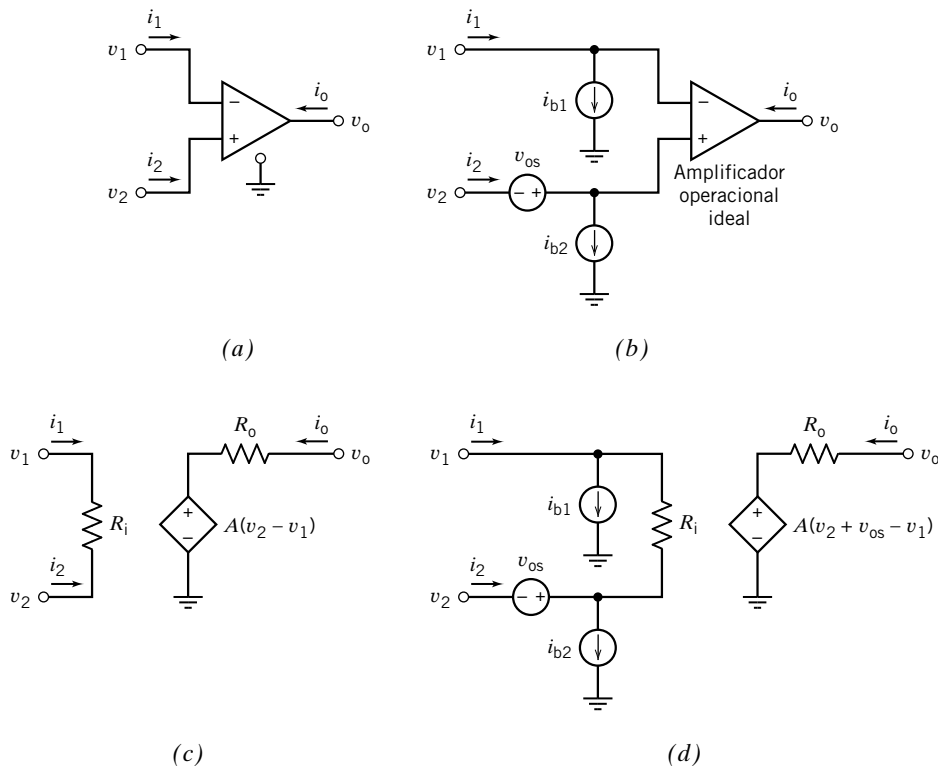 i1
v1
−
io
vo
+
i2
v2
(a)
i1
v1
ib1
−
io
vo
+
i2
vos
v2
− +
Amplificador
operacional
ideal
ib2
(b)
i1
v1
Ri
i2
v2
Ro
io
vo
+
−
A(v2 − v1)
(c)
i1
v1
ib1
Ri
i2
vos
v2
− +
ib2
Ro
io
vo
+
−
A(v2 + vos − v1)
(d)